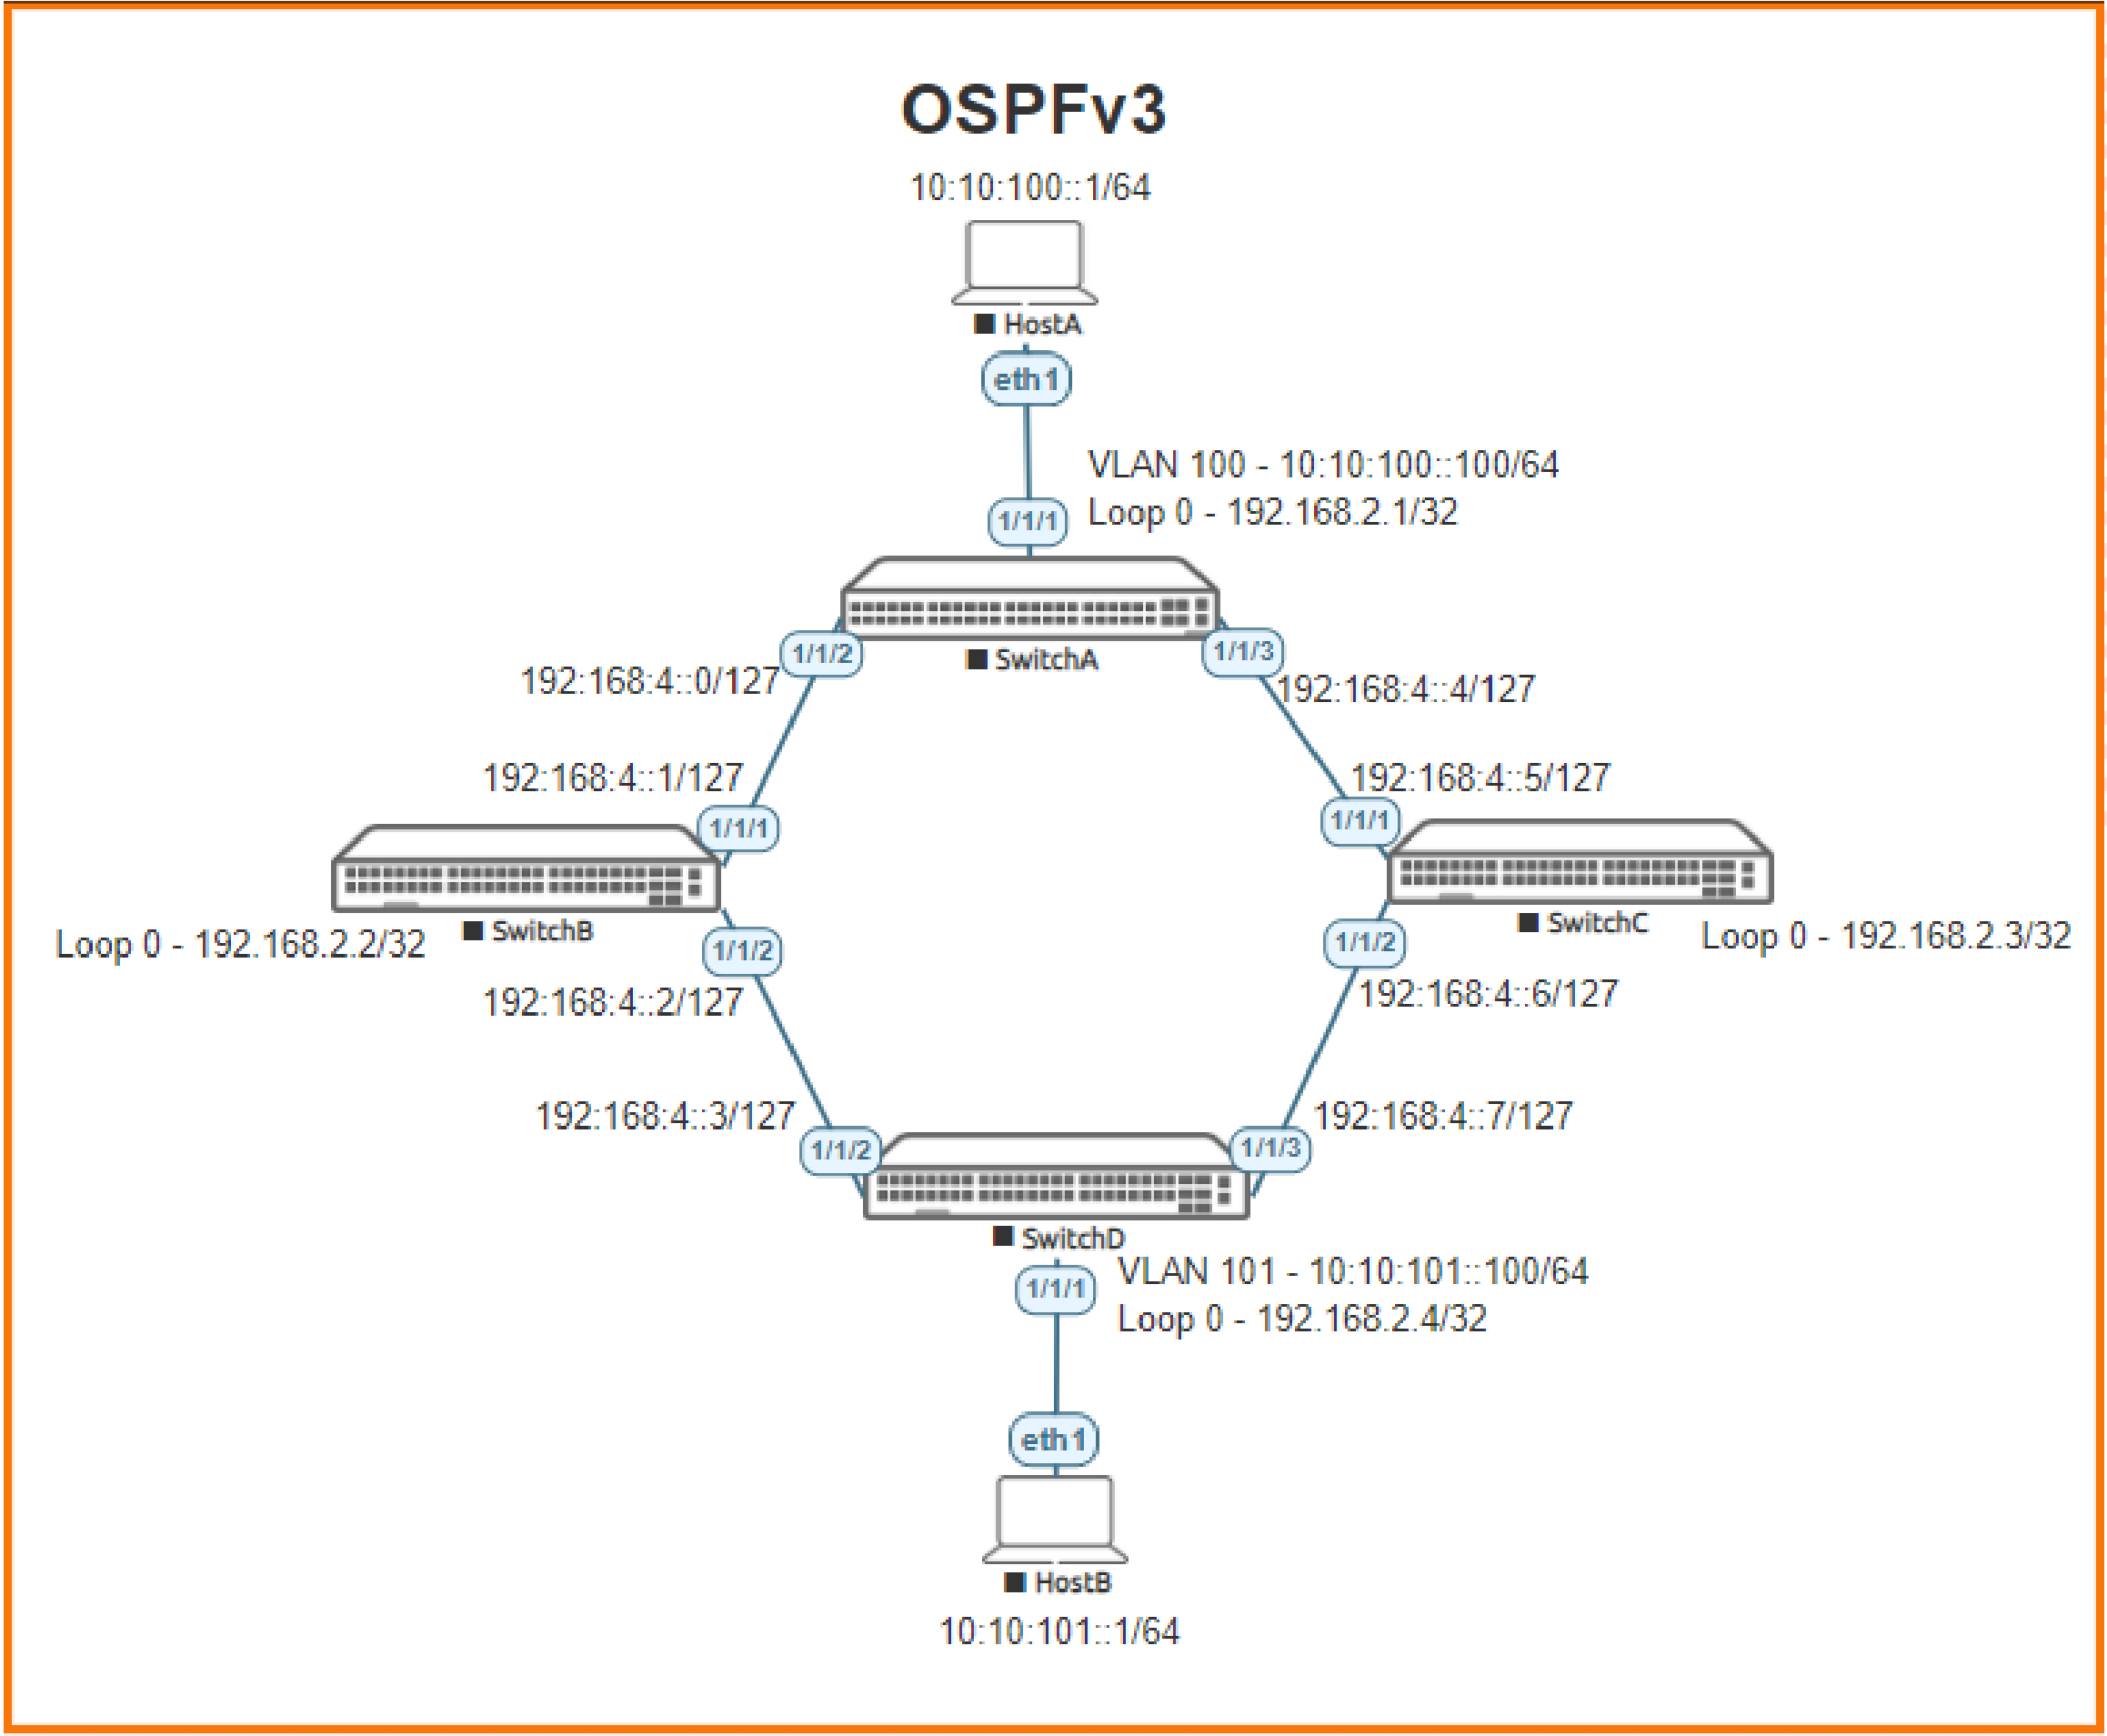 OSPFv3
10:10:100::1/64
HostA
eth1
VLAN 100 - 10:10:100::100/64
1/1/1
Loop 0 - 192.168.2.1/32
1/1/2
SwitchA
1/1/3
192:168:4::0/127
192:168:4::4/127
192:168:4::1/127
192:168:4::5/127
1/1/1
1/1/1
SwitchB
SwitchC
Loop 0 - 192.168.2.2/32
Loop 0 - 192.168.2.3/32
1/1/2
1/1/2
192:168:4::2/127
192:168:4::6/127
192:168:4::3/127
192:168:4::7/127
1/1/2
1/1/3
SwitchD
VLAN 101 - 10:10:101::100/64
1/1/1
Loop 0 - 192.168.2.4/32
eth1
HostB
10:10:101::1/64